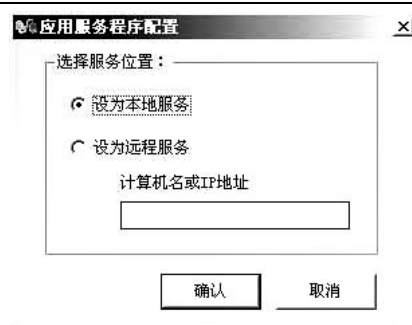 应用服务程序配置
选择服务位置：
设为本地服务
设为远程服务
计算机名或IP地址
确认
取消